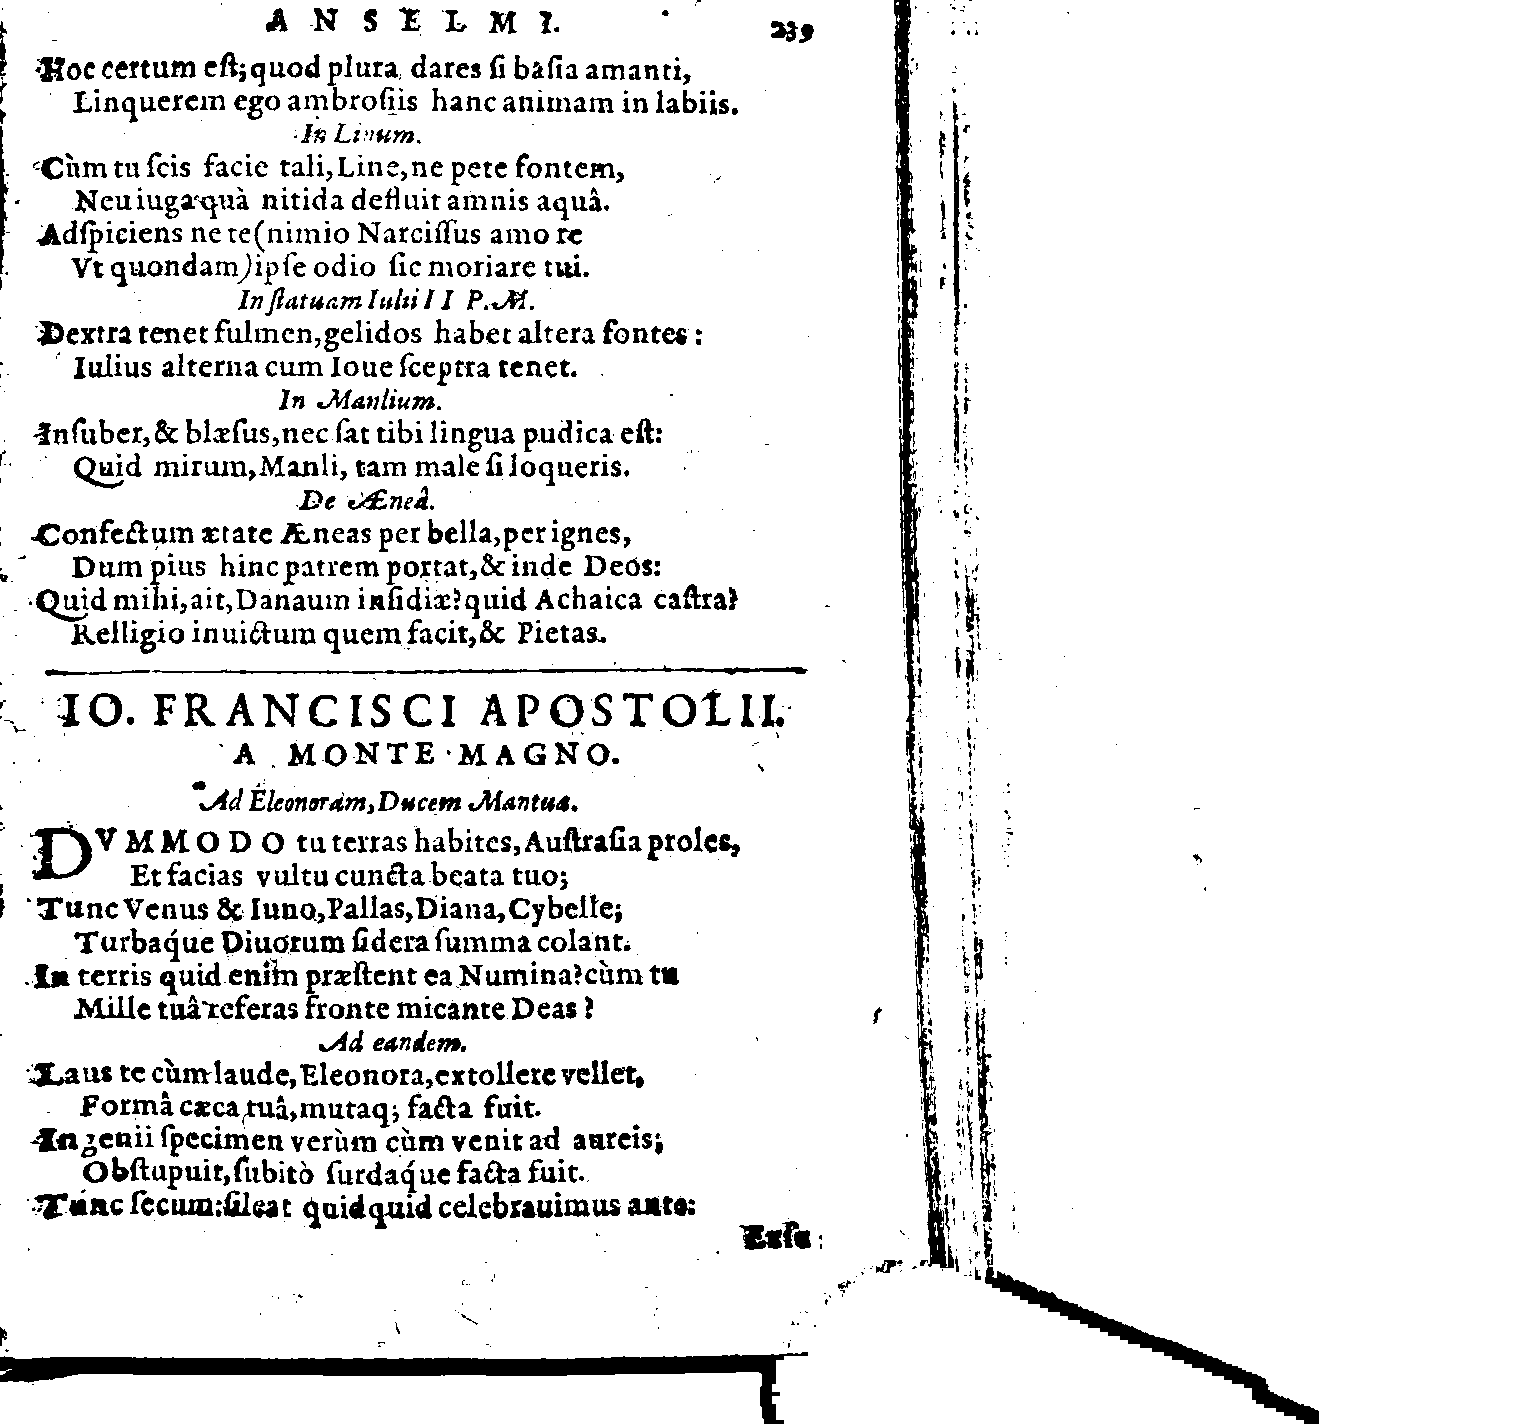 ANSELMI. 239
Hoc certum eſt; quod plura dares ſi baſia amanti,
Linquerem ego ambroſiis hanc animam in labiis.
In Linum.
Cùm tu ſcis facie tali, Line, ne pete fontem,
Neu iuga quà nitida defluit amnis aquâ.
Adſpiciens ne te (nimio Narciſſus amore
Vt quondam) ipſe odio ſic moriare tui.
In ſtatuam Iulii II P. M.
Dextra tenet fulmen, gelidos habet altera fontes:
Iulius alterna cum Ioue ſceptra tenet.
In Manlium.
Inſuber, & blæſus, nec ſat tibi lingua pudica eſt:
Quid mirum, Manli, tam male ſi loqueris.
De Æneâ.
Confectum ætate Æneas per bella, per ignes,
Dum pius hinc patrem portat, & inde Deos:
Quid mihi, ait, Danaum inſidiæ? quid Achaica caſtra?
Relligio inuictum quem facit, & Pietas.
IO. FRANCISCI APOSTOLII.
A MONTE MAGNO.
Ad Eleonoram, Ducem Mantuæ.
DVMMODO tu terras habites, Auſtraſia proles,
Et facias vultu cuncta beata tuo;
Tunc Venus & Iuno, Pallas, Diana, Cybelle;
Turbaq́ue Diuorum ſidera ſumma colant.
In terris quid enim præſtent ea Numina? cùm tu
Mille tuâ referas fronte micante Deas?
Ad eandem.
Laus te cùm laude, Eleonora, extollere vellet,
Formâ cæca tuâ, mutaq; facta fuit.
Ingenii ſpecimen verùm cùm venit ad aureis;
Obſtupuit, ſubitò ſurdaq́ue facta fuit.
Tunc ſecum: ſileat quidquid celebrauimus ante: